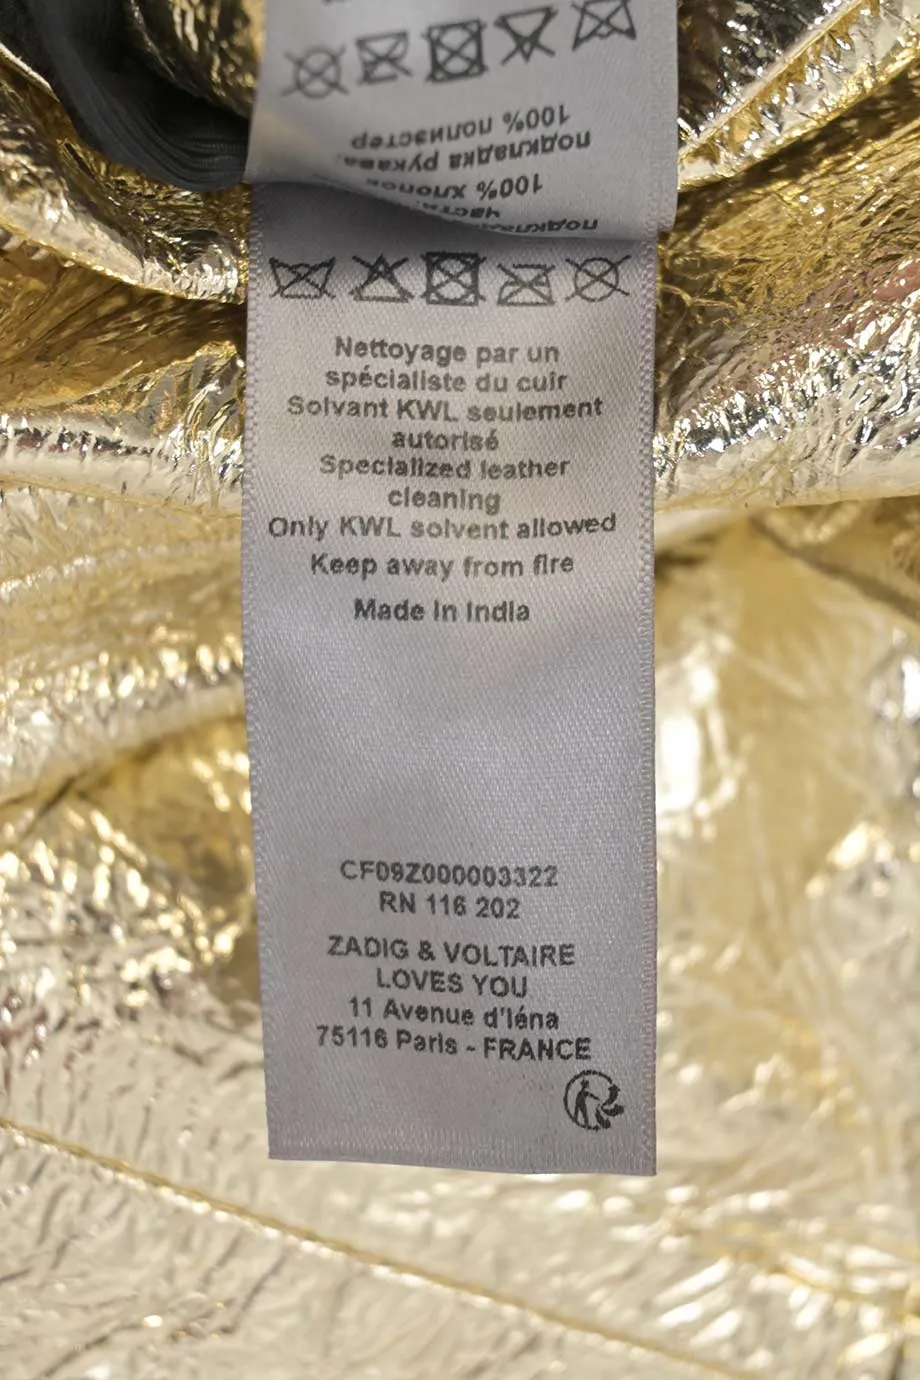 100% полиэстер
подкладка рукава:
100% хлопок
части:
Nettoyage par un
spécialiste du cuir
Solvant KWL seulement
autorisé
Specialized leather
cleaning
Only KWL solvent allowed
Keep away from fire
Made in India
CF09Z000003322
RN 116 202
ZADIG & VOLTAIRE
LOVES YOU
11 Avenue d'Iéna
75116 Paris - FRANCE